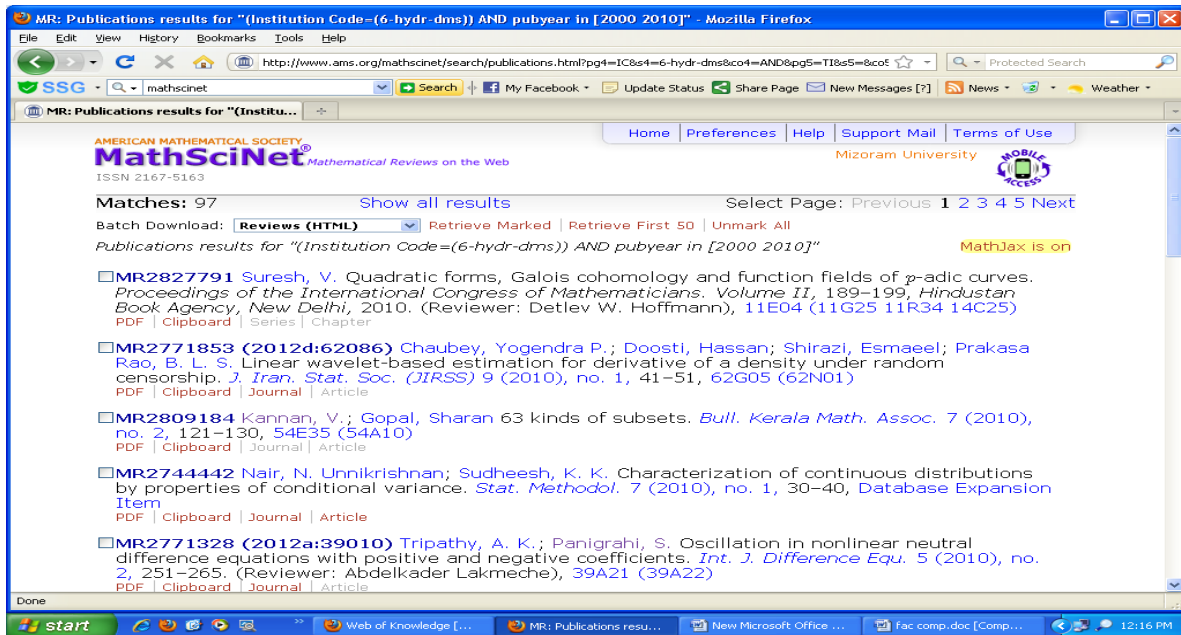 MR: Publications results for "(Institution Code=(6-hydr-dms)) AND pubyear in [2000 2010]" - Mozilla Firefox
File Edit View History Bookmarks Tools Help
http://www.ams.org/mathscinet/search/publications.html?pg4=IC&s4=6-hydr-dms&co4=AND&pg5=TI&s5=&co5 Protected Search
SSG mathscinet Search My Facebook Update Status Share Page New Messages [?] News Weather
MR: Publications results for "(Institu...
AMERICAN MATHEMATICAL SOCIETY Home Preferences Help Support Mail Terms of Use
MathSciNet® Mathematical Reviews on the Web Mizoram University MOBILE ACCESS
ISSN 2167-5163
Matches: 97 Show all results Select Page: Previous 1 2 3 4 5 Next
Batch Download: Reviews (HTML) Retrieve Marked | Retrieve First 50 | Unmark All
Publications results for "(Institution Code=(6-hydr-dms)) AND pubyear in [2000 2010]" MathJax is on
MR2827791 Suresh, V. Quadratic forms, Galois cohomology and function fields of p-adic curves.
Proceedings of the International Congress of Mathematicians. Volume II, 189–199, Hindustan
Book Agency, New Delhi, 2010. (Reviewer: Detlev W. Hoffmann), 11E04 (11G25 11R34 14C25)
PDF | Clipboard | Series | Chapter
MR2771853 (2012d:62086) Chaubey, Yogendra P.; Doosti, Hassan; Shirazi, Esmaeel; Prakasa
Rao, B. L. S. Linear wavelet-based estimation for derivative of a density under random
censorship. J. Iran. Stat. Soc. (JIRSS) 9 (2010), no. 1, 41–51, 62G05 (62N01)
PDF | Clipboard | Journal | Article
MR2809184 Kannan, V.; Gopal, Sharan 63 kinds of subsets. Bull. Kerala Math. Assoc. 7 (2010),
no. 2, 121–130, 54E35 (54A10)
PDF | Clipboard | Journal | Article
MR2744442 Nair, N. Unnikrishnan; Sudheesh, K. K. Characterization of continuous distributions
by properties of conditional variance. Stat. Methodol. 7 (2010), no. 1, 30–40, Database Expansion
Item
PDF | Clipboard | Journal | Article
MR2771328 (2012a:39010) Tripathy, A. K.; Panigrahi, S. Oscillation in nonlinear neutral
difference equations with positive and negative coefficients. Int. J. Difference Equ. 5 (2010), no.
2, 251–265. (Reviewer: Abdelkader Lakmeche), 39A21 (39A22)
PDF | Clipboard | Journal | Article
Done
start Web of Knowledge [... MR: Publications resu... New Microsoft Office ... fac comp.doc [Comp... 12:16 PM